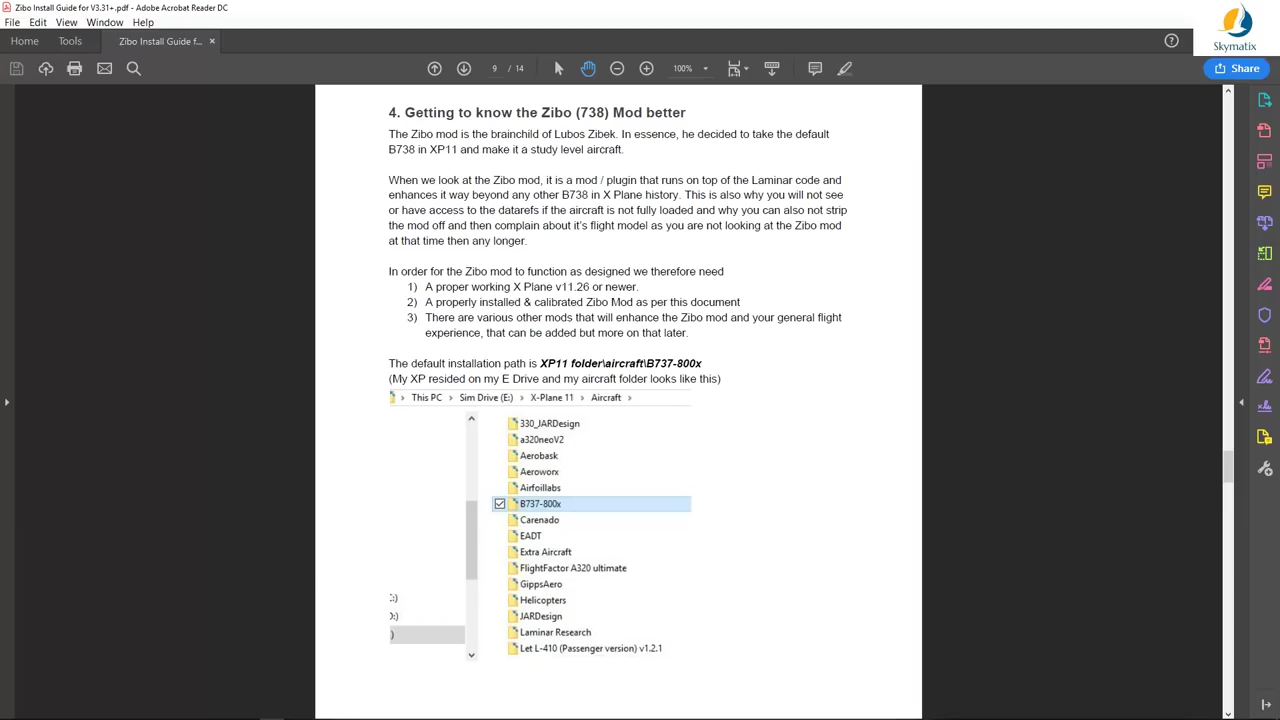 Zibo Install Guide for V3.31+.pdf - Adobe Acrobat Reader DC
File Edit View Window Help
Home Tools Zibo Install Guide f... ×
Skymatix
9 / 14 100% Share
4. Getting to know the Zibo (738) Mod better
The Zibo mod is the brainchild of Lubos Zibek. In essence, he decided to take the default
B738 in XP11 and make it a study level aircraft.
When we look at the Zibo mod, it is a mod / plugin that runs on top of the Laminar code and
enhances it way beyond any other B738 in X Plane history. This is also why you will not see
or have access to the datarefs if the aircraft is not fully loaded and why you can also not strip
the mod off and then complain about it's flight model as you are not looking at the Zibo mod
at that time then any longer.
In order for the Zibo mod to function as designed we therefore need
1) A proper working X Plane v11.26 or newer.
2) A properly installed & calibrated Zibo Mod as per this document
3) There are various other mods that will enhance the Zibo mod and your general flight
experience, that can be added but more on that later.
The default installation path is XP11 folder\aircraft\B737-800x
(My XP resided on my E Drive and my aircraft folder looks like this)
› This PC › Sim Drive (E:) › X-Plane 11 › Aircraft ›
330_JARDesign
a320neoV2
Aerobask
Aeroworx
Airfoillabs
B737-800x
Carenado
EADT
Extra Aircraft
FlightFactor A320 ultimate
GippsAero
:) Helicopters
):) JARDesign
) Laminar Research
Let L-410 (Passenger version) v1.2.1